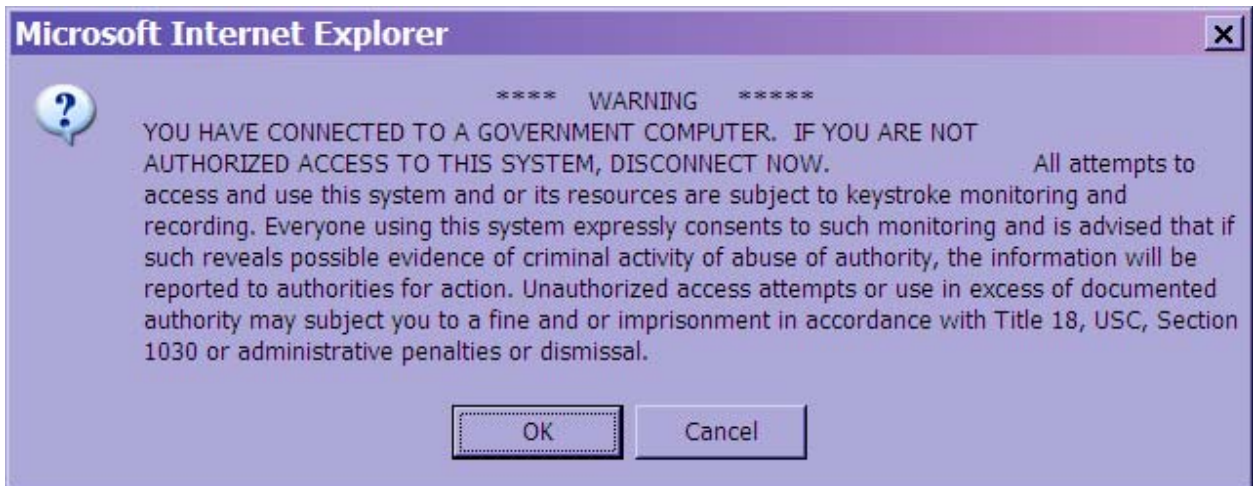 Microsoft Internet Explorer
**** WARNING *****
YOU HAVE CONNECTED TO A GOVERNMENT COMPUTER. IF YOU ARE NOT
AUTHORIZED ACCESS TO THIS SYSTEM, DISCONNECT NOW. All attempts to
access and use this system and or its resources are subject to keystroke monitoring and
recording. Everyone using this system expressly consents to such monitoring and is advised that if
such reveals possible evidence of criminal activity of abuse of authority, the information will be
reported to authorities for action. Unauthorized access attempts or use in excess of documented
authority may subject you to a fine and or imprisonment in accordance with Title 18, USC, Section
1030 or administrative penalties or dismissal.
OK Cancel